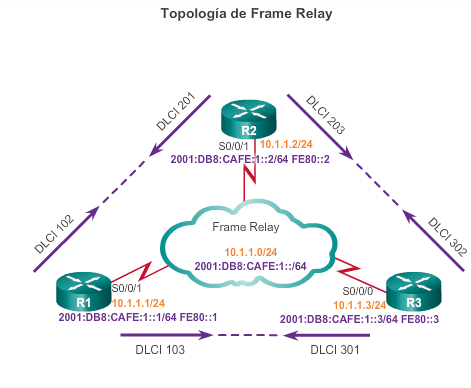 Topología de Frame Relay
DLCI 201
DLCI 203
R2
S0/0/1
10.1.1.2/24
2001:DB8:CAFE:1::2/64 FE80::2
DLCI 102
DLCI 302
Frame Relay
10.1.1.0/24
2001:DB8:CAFE:1::/64
R1
S0/0/1
10.1.1.1/24
2001:DB8:CAFE:1::1/64 FE80::1
S0/0/0
R3
10.1.1.3/24
2001:DB8:CAFE:1::3/64 FE80::3
DLCI 103
DLCI 301